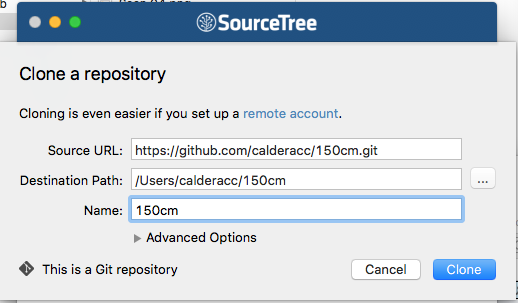 SourceTree
Clone a repository
Cloning is even easier if you set up a remote account.
Source URL: https://github.com/calderacc/150cm.git
Destination Path: /Users/calderacc/150cm ...
Name: 150cm
Advanced Options
This is a Git repository Cancel Clone